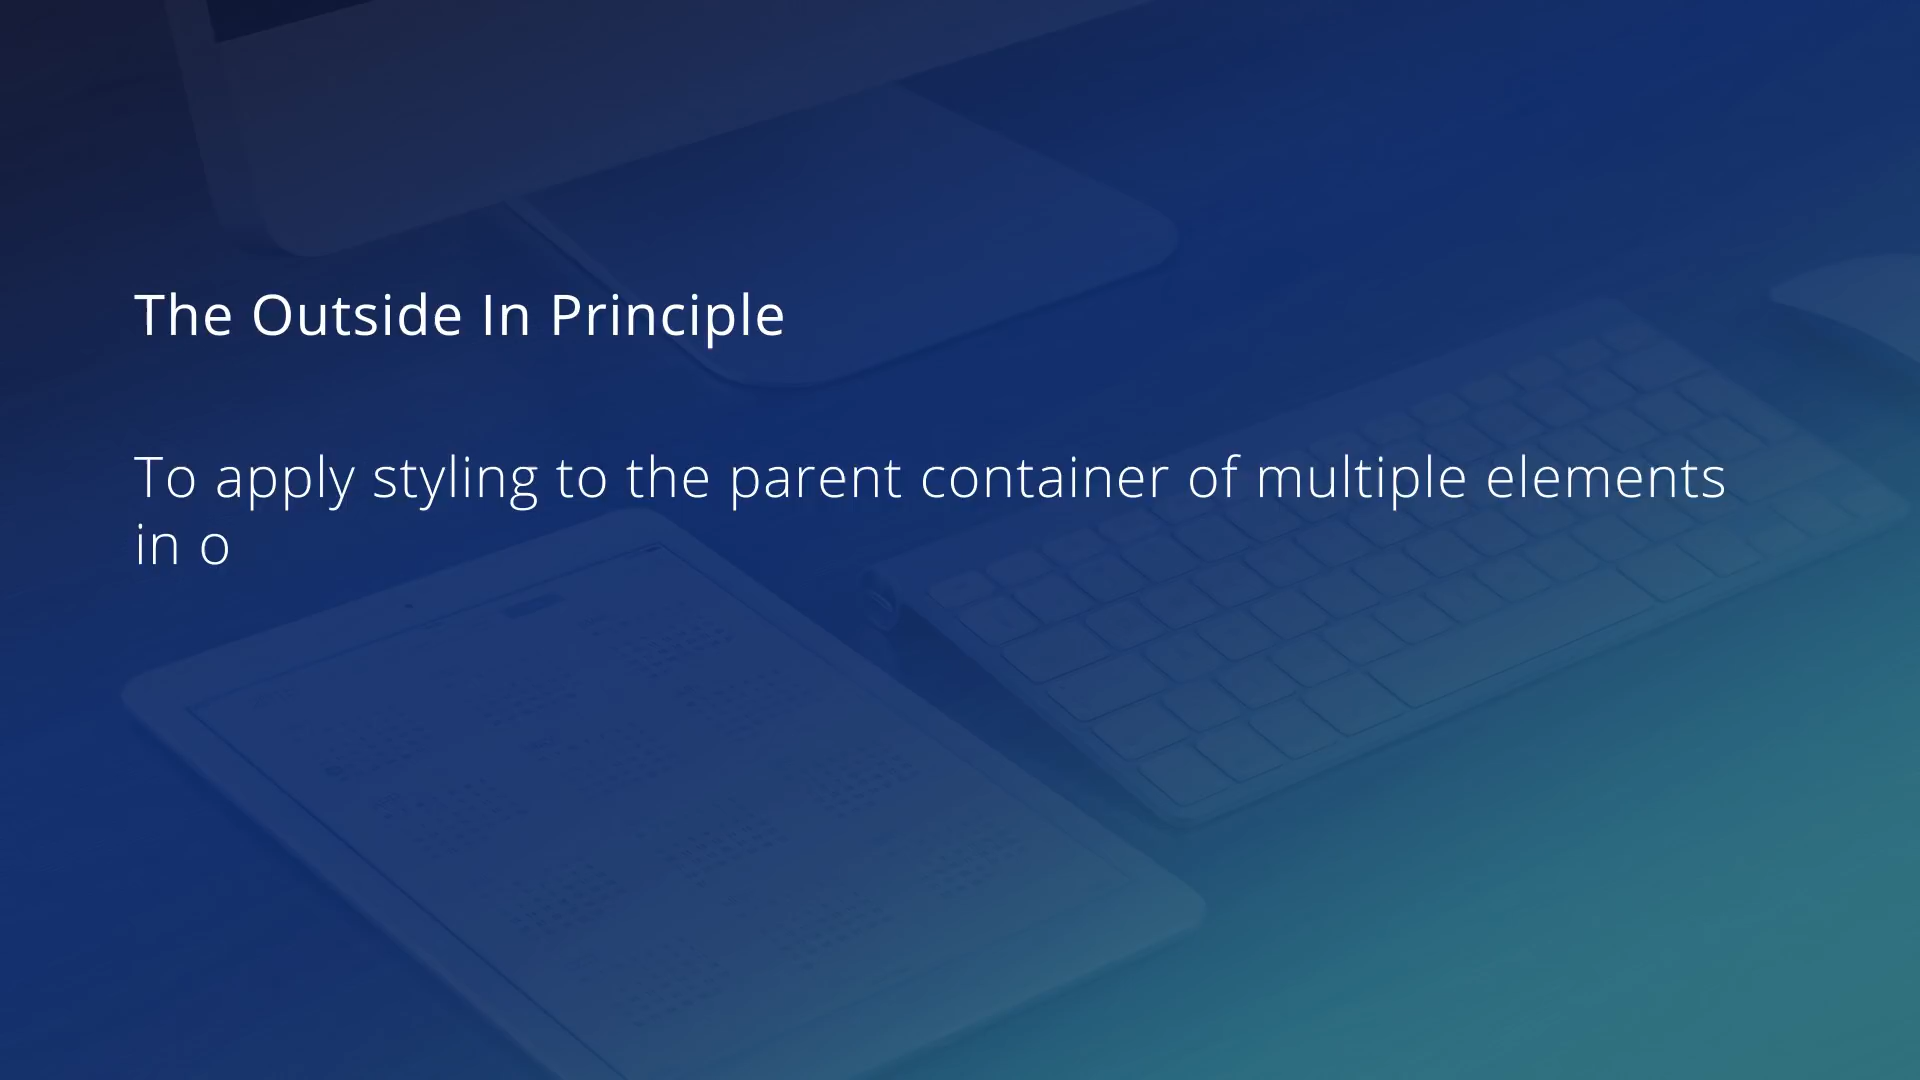 The Outside In Principle
To apply styling to the parent container of multiple elements
in o